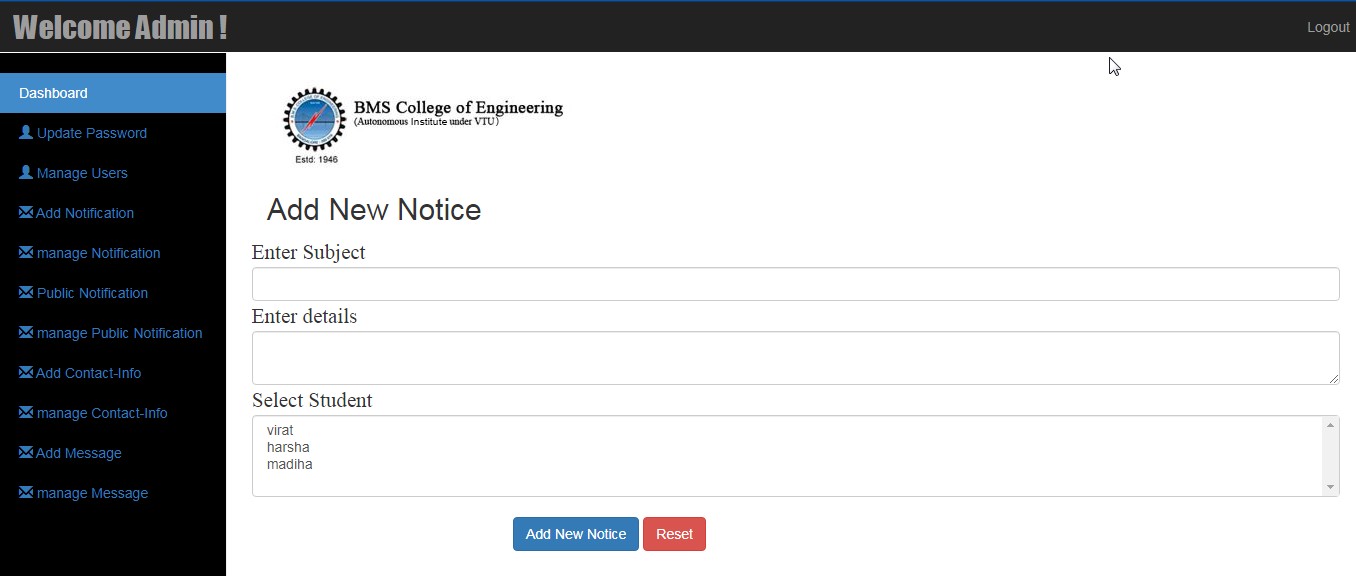 Welcome Admin !
Logout
Dashboard
Update Password
Manage Users
Add Notification
manage Notification
Public Notification
manage Public Notification
Add Contact-Info
manage Contact-Info
Add Message
manage Message
BMS College of Engineering
(Autonomous Institute under VTU)
Estd: 1946
Add New Notice
Enter Subject
Enter details
Select Student
virat
harsha
madiha
Add New Notice Reset